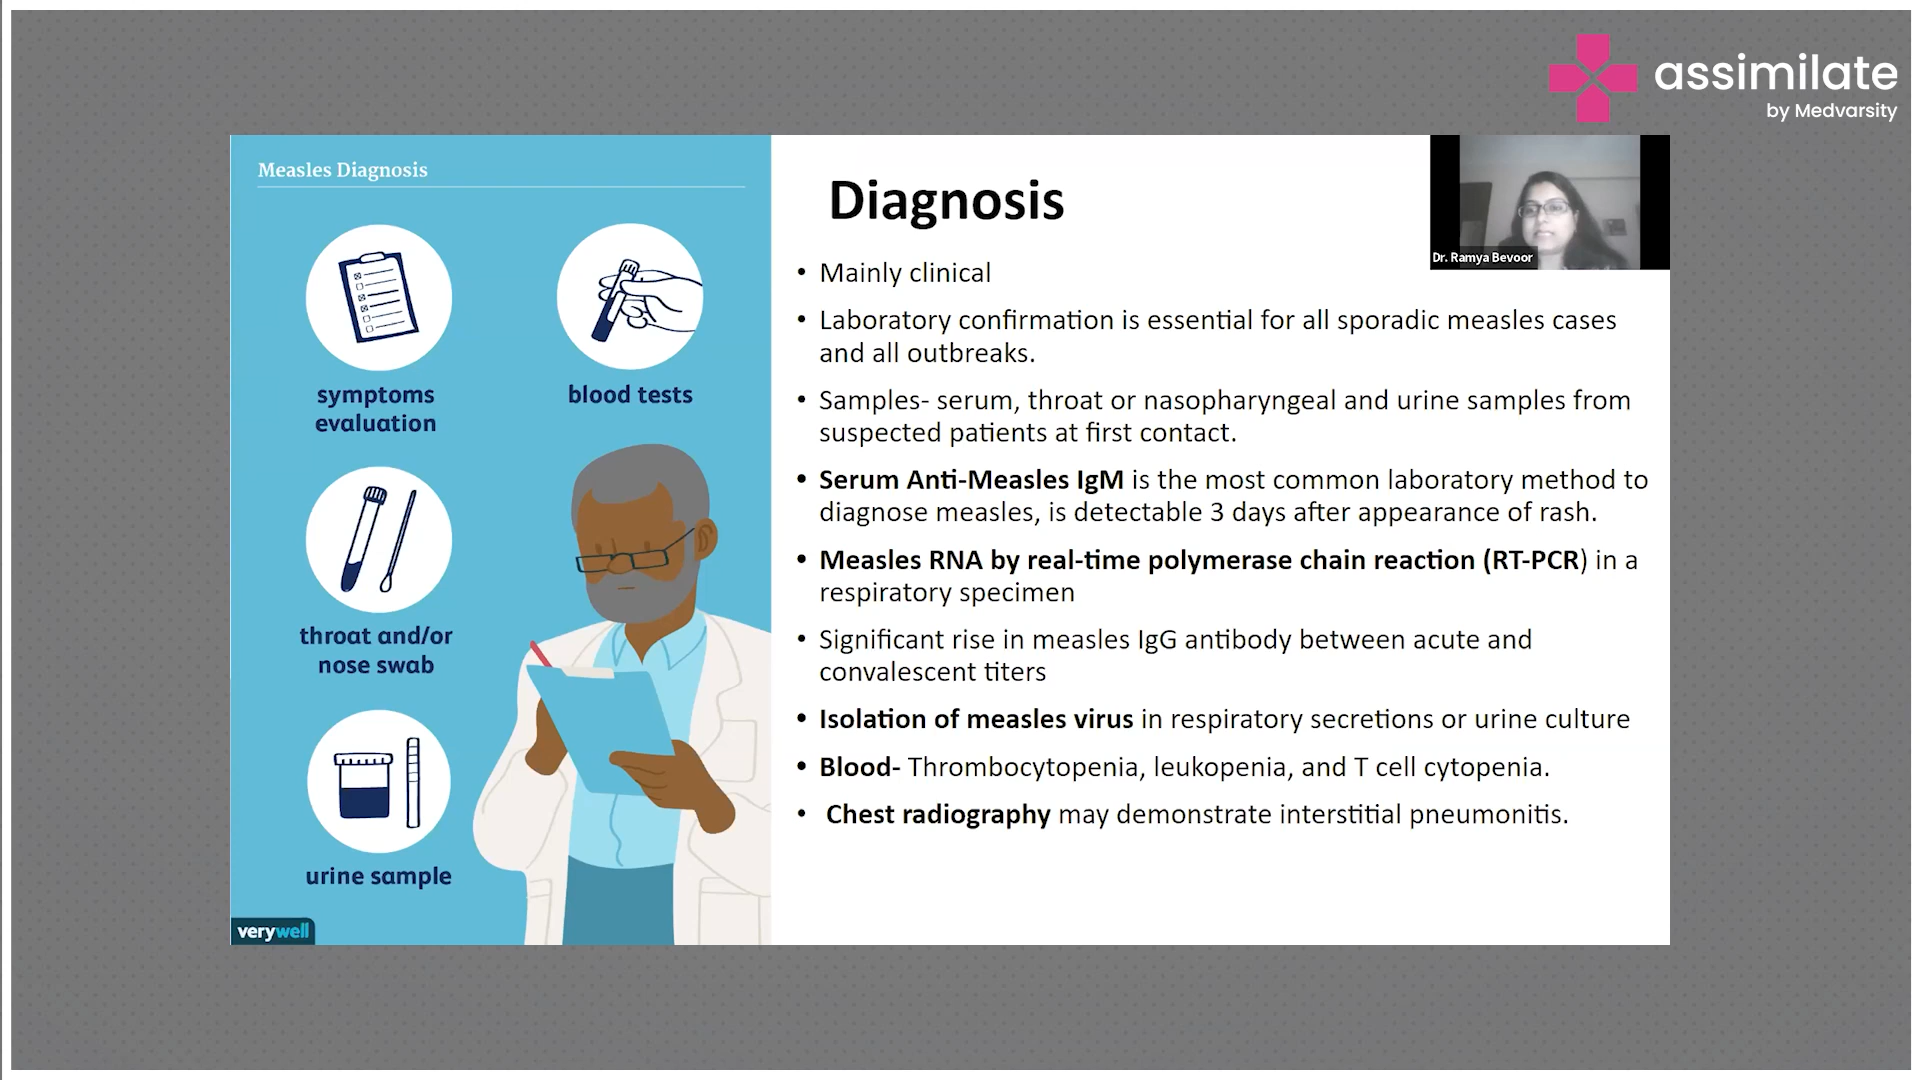 assimilate
by Medvarsity
Measles Diagnosis
symptoms
evaluation
blood tests
throat and/or
nose swab
urine sample
verywell
Diagnosis
Dr. Ramya Bevoor
• Mainly clinical
• Laboratory confirmation is essential for all sporadic measles cases
and all outbreaks.
• Samples- serum, throat or nasopharyngeal and urine samples from
suspected patients at first contact.
• Serum Anti-Measles IgM is the most common laboratory method to
diagnose measles, is detectable 3 days after appearance of rash.
• Measles RNA by real-time polymerase chain reaction (RT-PCR) in a
respiratory specimen
• Significant rise in measles IgG antibody between acute and
convalescent titers
• Isolation of measles virus in respiratory secretions or urine culture
• Blood- Thrombocytopenia, leukopenia, and T cell cytopenia.
• Chest radiography may demonstrate interstitial pneumonitis.